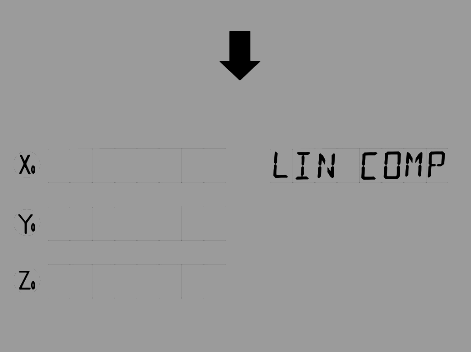 X₀ LIN COMP
Y₀
Z₀